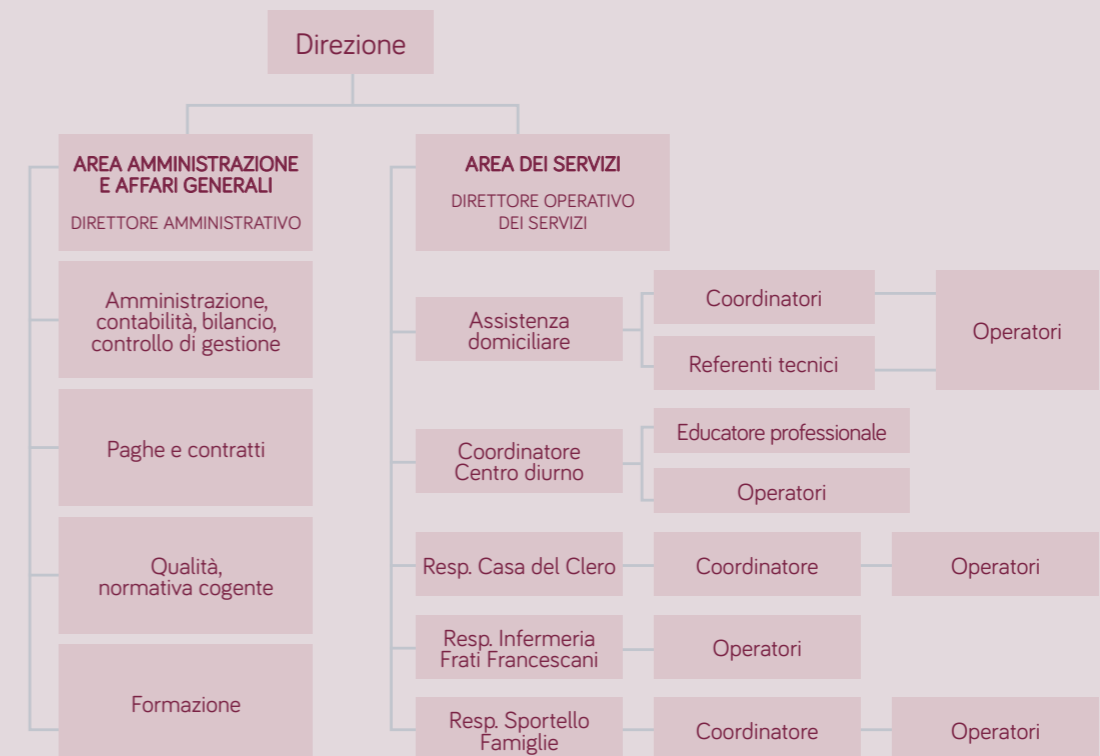 Direzione
AREA AMMINISTRAZIONE
E AFFARI GENERALI
DIRETTORE AMMINISTRATIVO
Amministrazione,
contabilità, bilancio,
controllo di gestione
Paghe e contratti
Qualità,
normativa cogente
Formazione
AREA DEI SERVIZI
DIRETTORE OPERATIVO
DEI SERVIZI
Assistenza
domiciliare
Coordinatori
Referenti tecnici
Operatori
Coordinatore
Centro diurno
Educatore professionale
Operatori
Resp. Casa del Clero
Coordinatore
Operatori
Resp. Infermeria
Frati Francescani
Operatori
Resp. Sportello
Famiglie
Coordinatore
Operatori